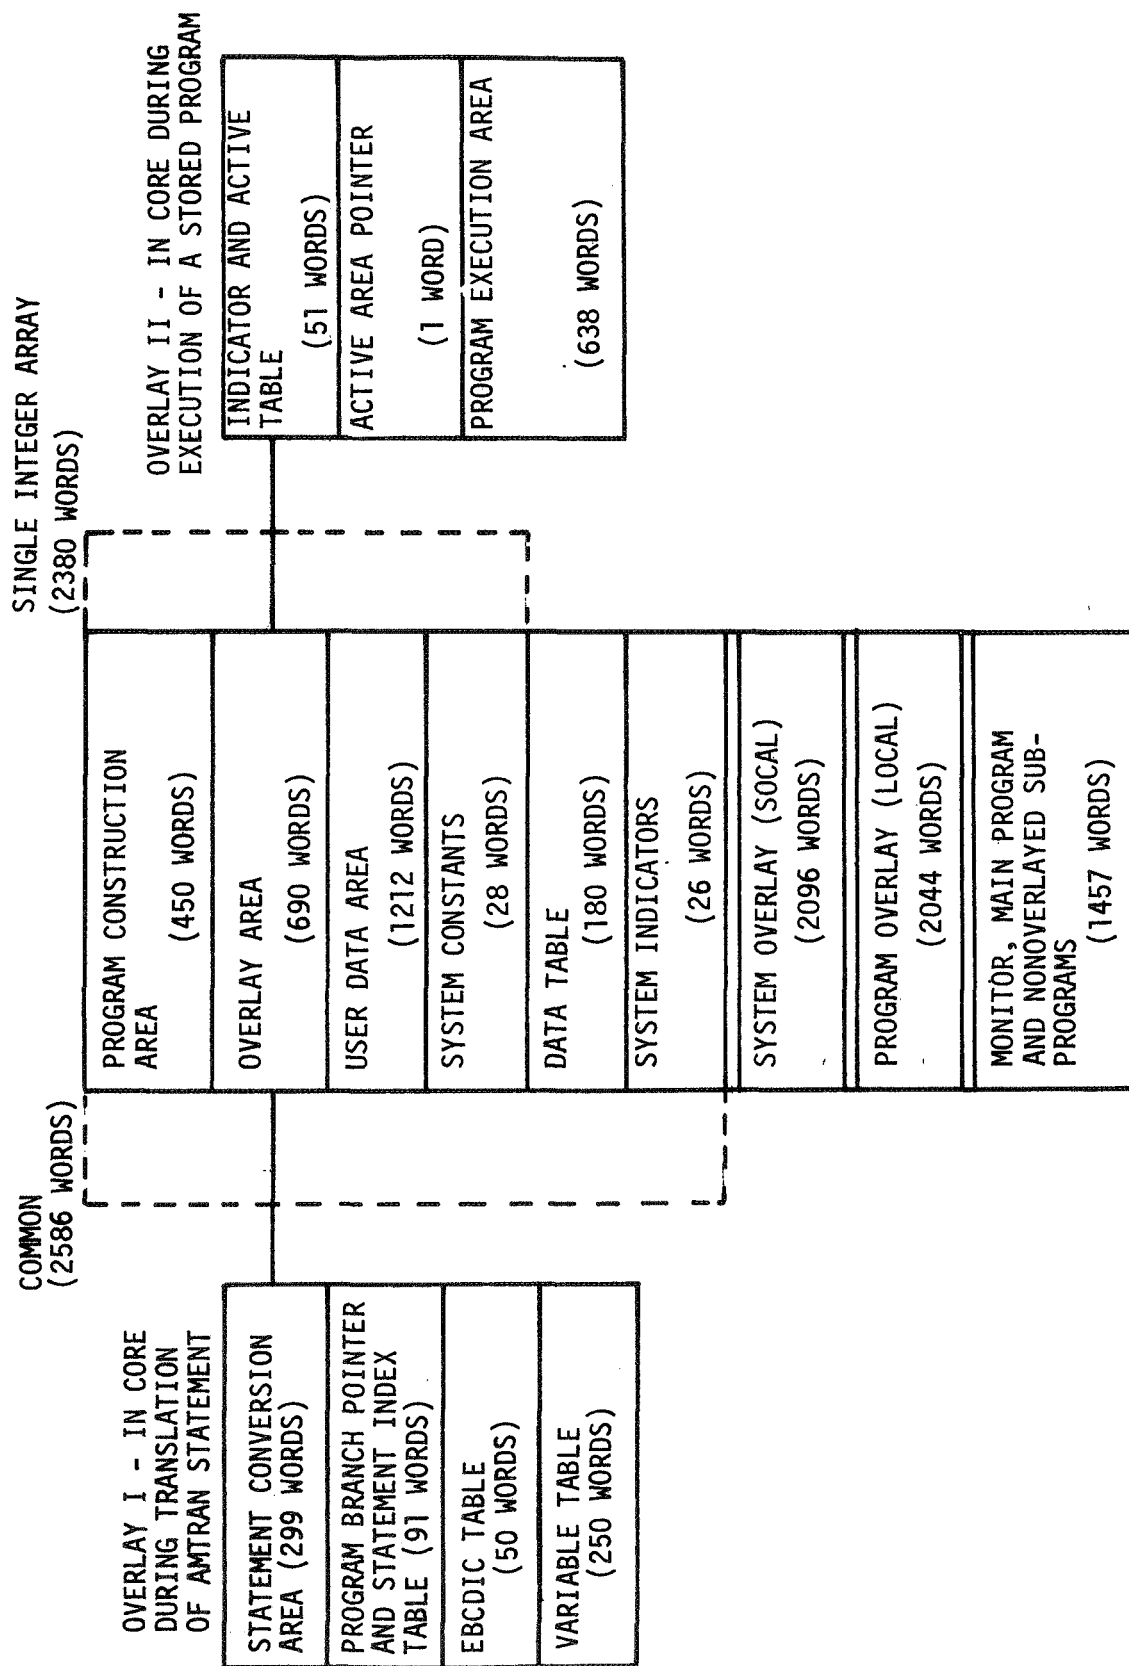 COMMON
(2586 WORDS)
SINGLE INTEGER ARRAY
(2380 WORDS)
OVERLAY I - IN CORE
DURING TRANSLATION
OF AMTRAN STATEMENT
STATEMENT CONVERSION
AREA (299 WORDS)
PROGRAM BRANCH POINTER
AND STATEMENT INDEX
TABLE (91 WORDS)
EBCDIC TABLE
(50 WORDS)
VARIABLE TABLE
(250 WORDS)
PROGRAM CONSTRUCTION
AREA
(450 WORDS)
OVERLAY AREA
(690 WORDS)
USER DATA AREA
(1212 WORDS)
SYSTEM CONSTANTS
(28 WORDS)
DATA TABLE
(180 WORDS)
SYSTEM INDICATORS
(26 WORDS)
SYSTEM OVERLAY (SOCAL)
(2096 WORDS)
PROGRAM OVERLAY (LOCAL)
(2044 WORDS)
MONITOR, MAIN PROGRAM
AND NONOVERLAYED SUB-
PROGRAMS
(1457 WORDS)
OVERLAY II - IN CORE DURING
EXECUTION OF A STORED PROGRAM
INDICATOR AND ACTIVE
TABLE
(51 WORDS)
ACTIVE AREA POINTER
(1 WORD)
PROGRAM EXECUTION AREA
(638 WORDS)